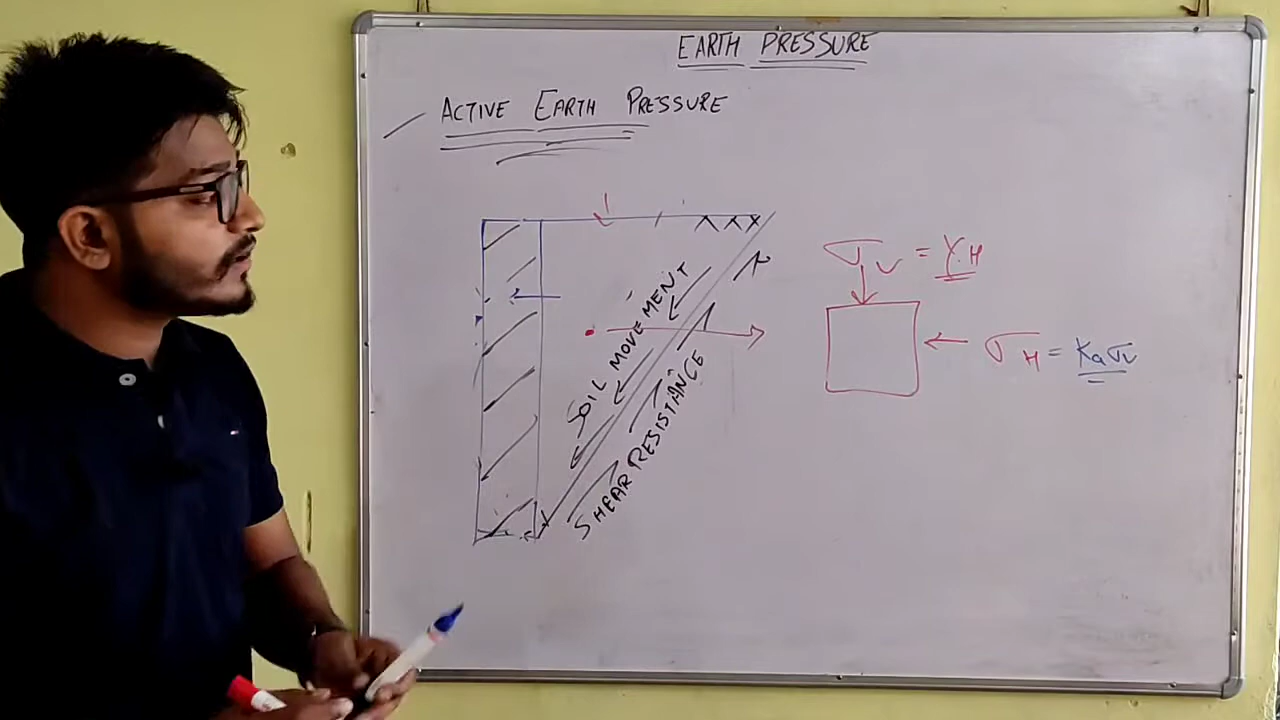 EARTH PRESSURE
ACTIVE EARTH PRESSURE
SOIL MOVEMENT
SHEAR RESISTANCE
σv = γ.H
σH = Kaσv